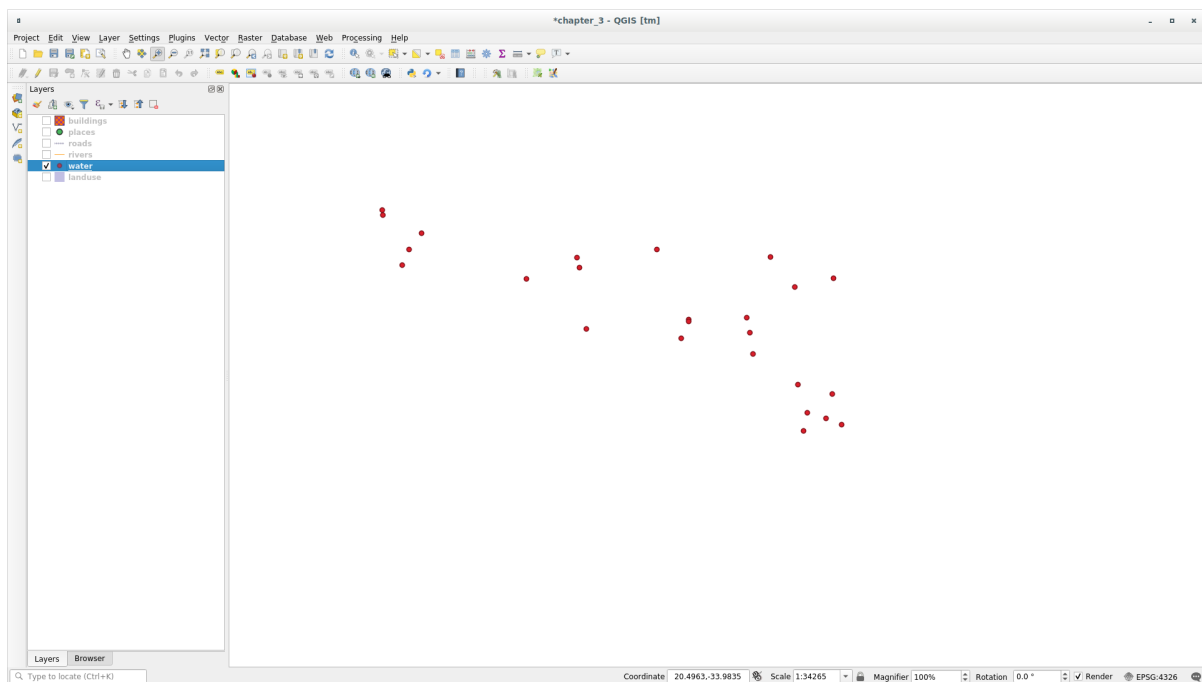 *chapter_3 - QGIS [tm]
Project Edit View Layer Settings Plugins Vector Raster Database Web Processing Help
Layers
buildings
places
roads
rivers
water
landuse
Layers Browser
Type to locate (Ctrl+K) Coordinate 20.4963,-33.9835 Scale 1:34265 Magnifier 100% Rotation 0.0 ° Render EPSG:4326